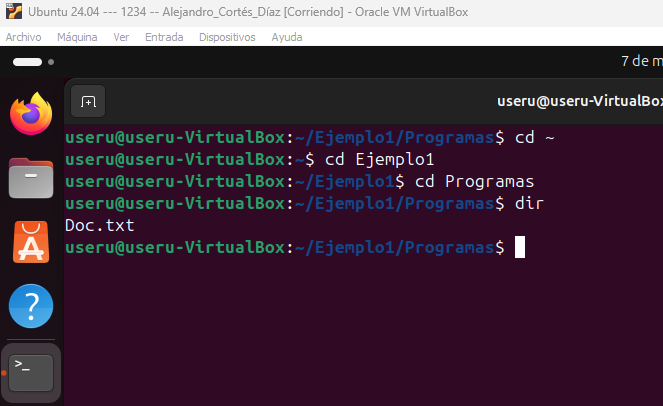 Ubuntu 24.04 --- 1234 -- Alejandro_Cortés_Díaz [Corriendo] - Oracle VM VirtualBox
Archivo Máquina Ver Entrada Dispositivos Ayuda
7 de m
useru@useru-VirtualBox
useru@useru-VirtualBox:~/Ejemplo1/Programas$ cd ~
useru@useru-VirtualBox:~$ cd Ejemplo1
useru@useru-VirtualBox:~/Ejemplo1$ cd Programas
useru@useru-VirtualBox:~/Ejemplo1/Programas$ dir
Doc.txt
useru@useru-VirtualBox:~/Ejemplo1/Programas$
?
>_